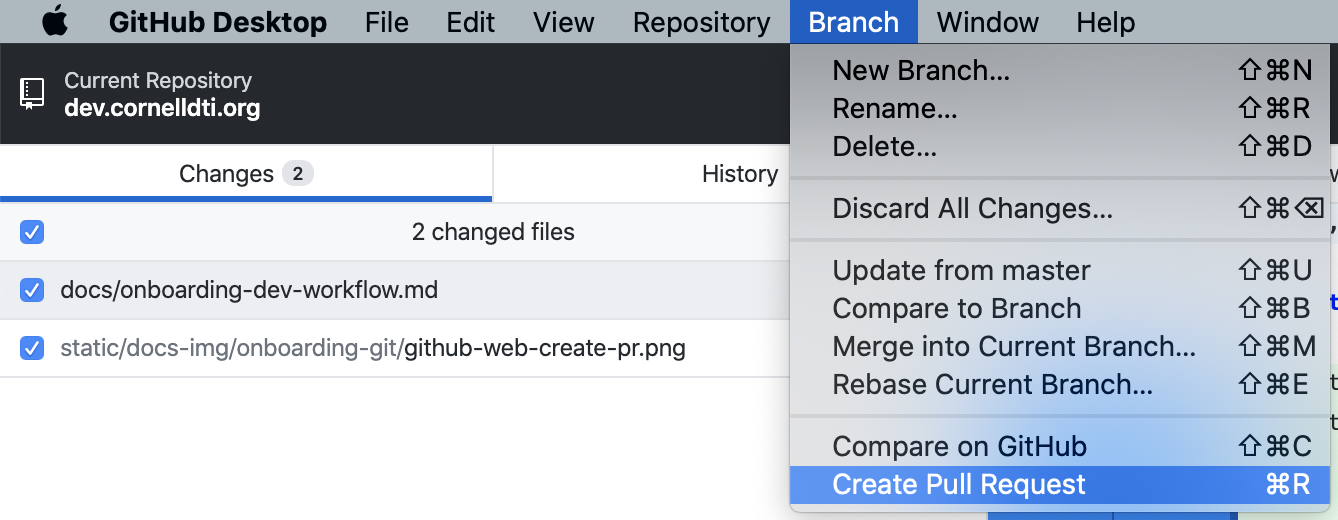 GitHub Desktop File Edit View Repository Branch Window Help
Current Repository
dev.cornelldti.org
Changes 2
History
2 changed files
docs/onboarding-dev-workflow.md
static/docs-img/onboarding-git/github-web-create-pr.png
New Branch... ⇧⌘N
Rename... ⇧⌘R
Delete... ⇧⌘D
Discard All Changes... ⇧⌘⌫
Update from master ⇧⌘U
Compare to Branch ⇧⌘B
Merge into Current Branch... ⇧⌘M
Rebase Current Branch... ⇧⌘E
Compare on GitHub ⇧⌘C
Create Pull Request ⌘R